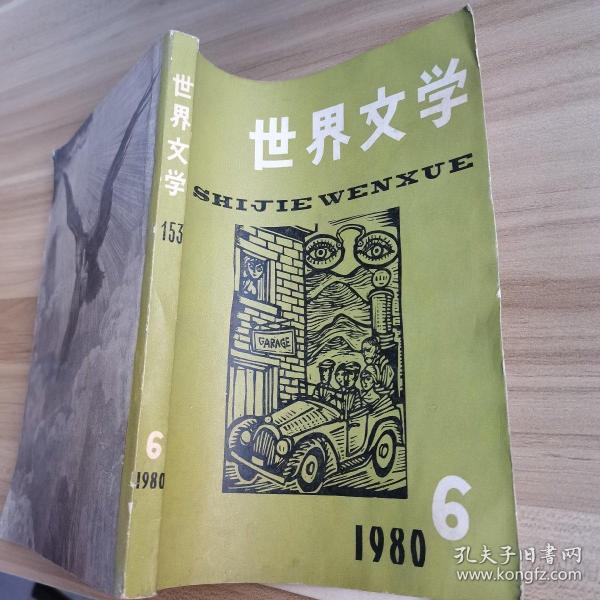 世界文学
153
6
1980
世界文学
SHIJIE WENXUE
GARAGE
1980
6
孔夫子旧书网
www.kongfz.com